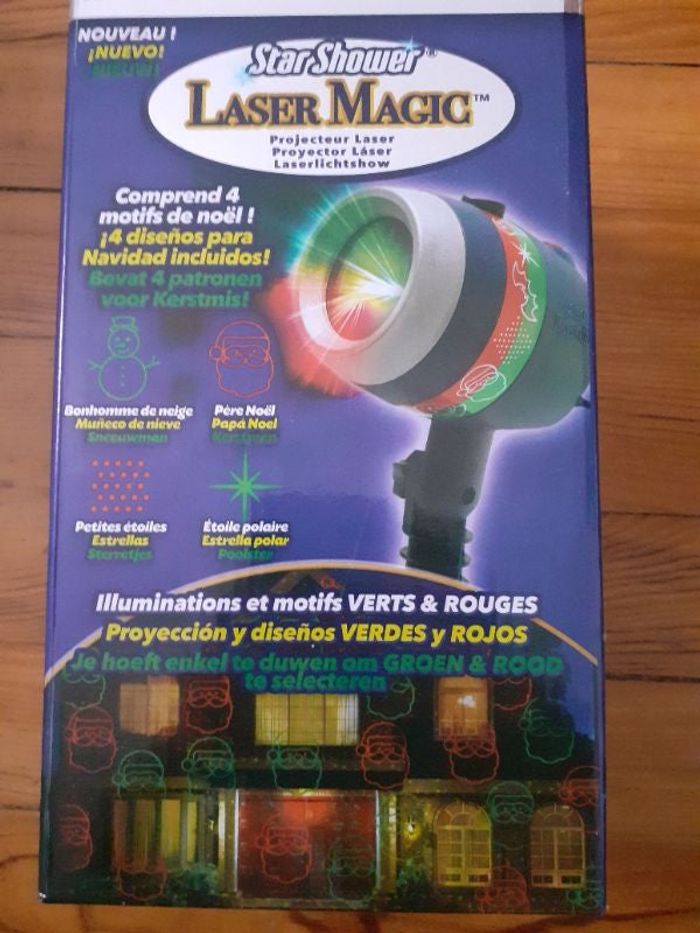 NOUVEAU !
¡NUEVO!
NIEUW!
Star Shower®
LASER MAGIC™
Projecteur Laser
Proyector Láser
Laserlichtshow
Comprend 4
motifs de noël !
¡4 diseños para
Navidad incluidos!
Bevat 4 patronen
voor Kerstmis!
Bonhomme de neige
Muñeco de nieve
Sneeuwman
Père Noël
Papá Noel
Kerstman
Petites étoiles
Estrellas
Sterretjes
Étoile polaire
Estrella polar
Poolster
Illuminations et motifs VERTS & ROUGES
Proyección y diseños VERDES y ROJOS
Je hoeft enkel te duwen om GROEN & ROOD
te selecteren